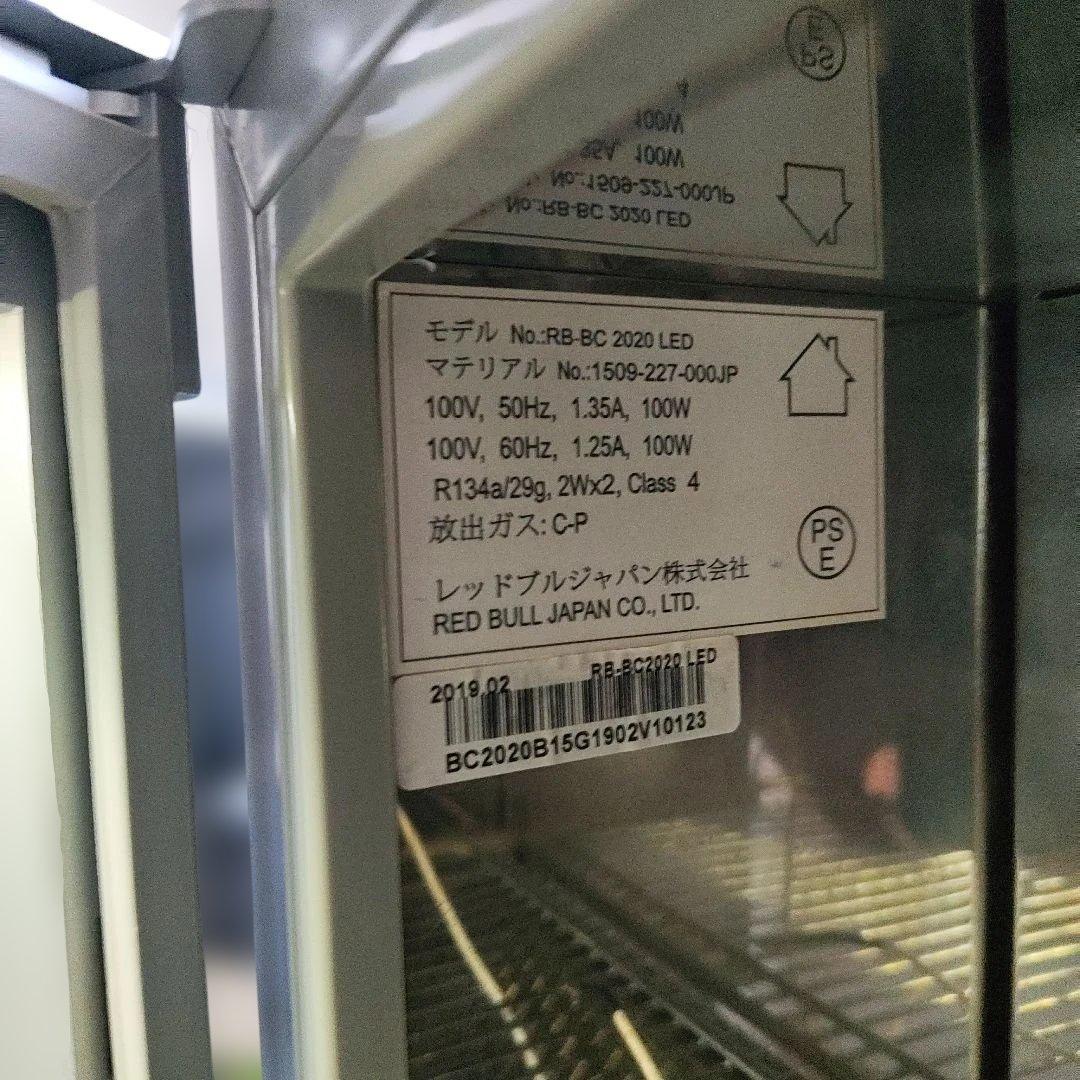 モデル No.:RB-BC 2020 LED
マテリアル No.:1509-227-000JP
100V, 50Hz, 1.35A, 100W
100V, 60Hz, 1.25A, 100W
R134a/29g, 2Wx2, Class 4
放出ガス: C-P
PS
E
レッドブルジャパン株式会社
RED BULL JAPAN CO., LTD.
2019.02 RB-BC2020 LED
BC2020B15G1902V10123